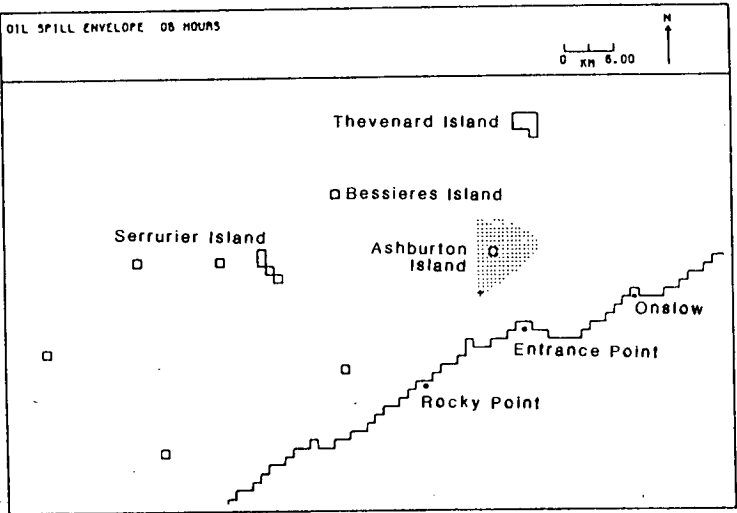 OIL SPILL ENVELOPE 08 HOURS
N
0 KM 6.00
Thevenard Island
Bessieres Island
Serrurier Island
Ashburton
Island
Onslow
Entrance Point
Rocky Point